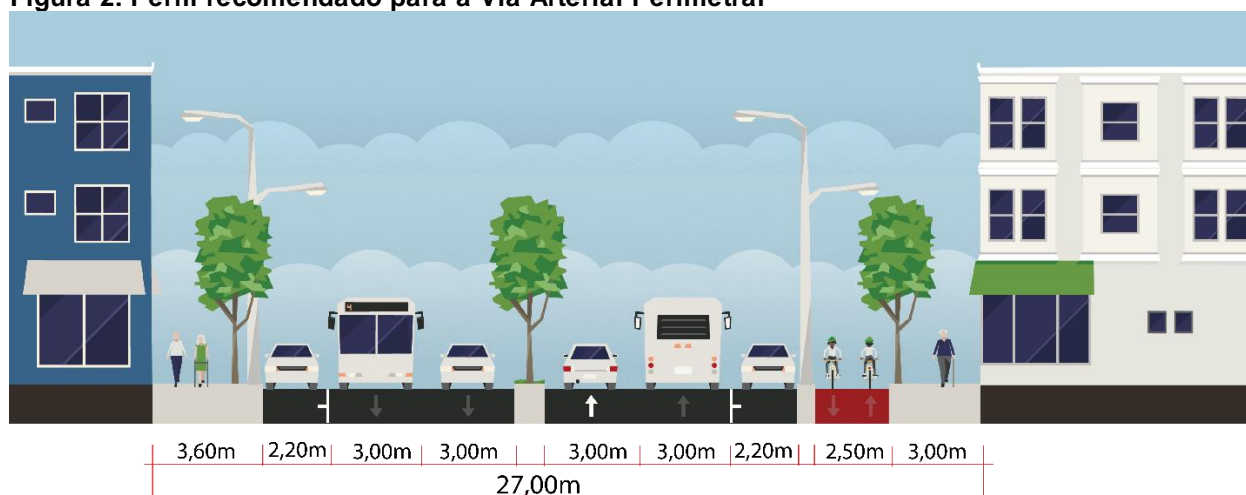 Figura 2. Perfil recomendado para a Via Arterial Perimetral
3,60m 2,20m 3,00m 3,00m 3,00m 3,00m 2,20m 2,50m 3,00m
27,00m